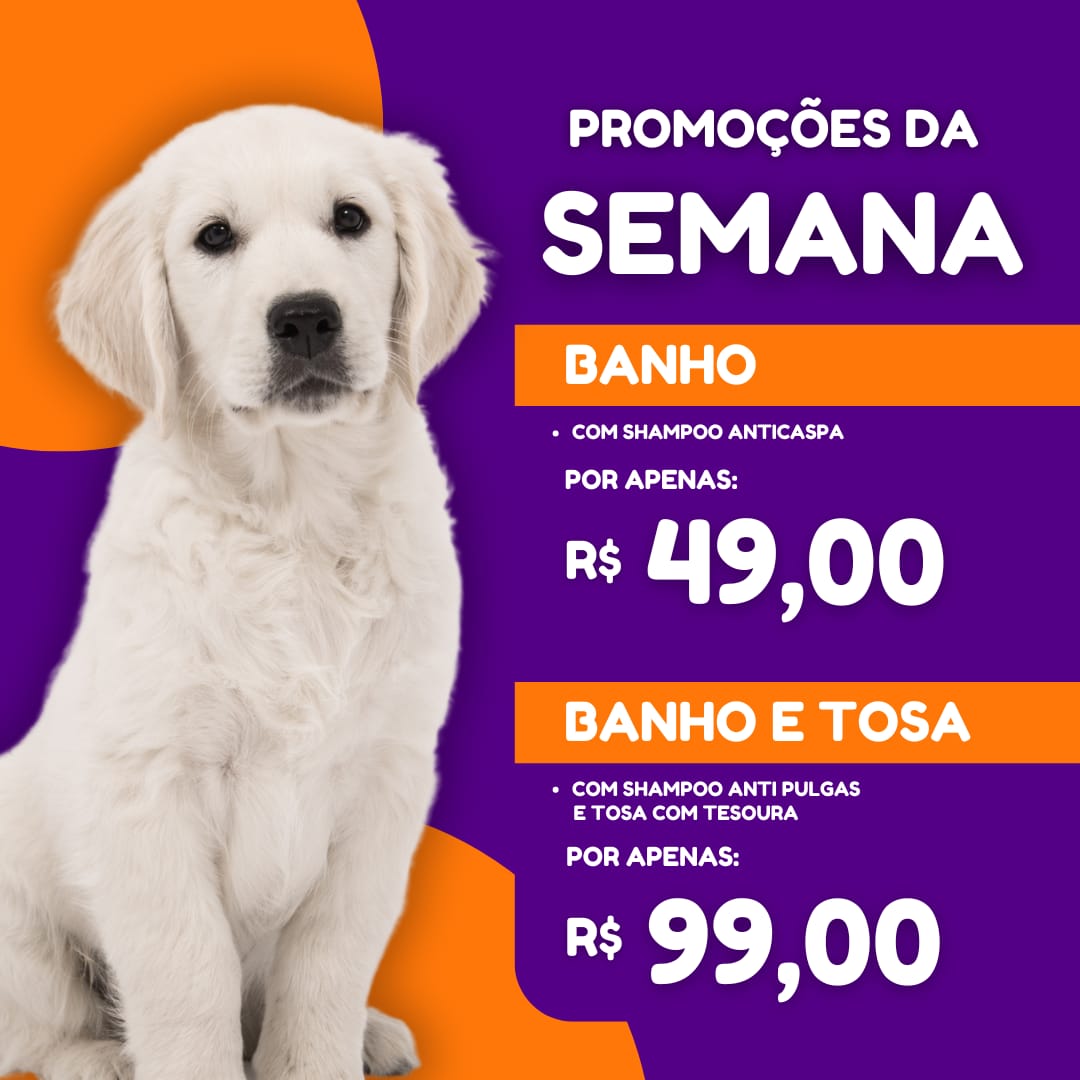 PROMOÇÕES DA
SEMANA
BANHO
• COM SHAMPOO ANTICASPA
POR APENAS:
R$ 49,00
BANHO E TOSA
• COM SHAMPOO ANTI PULGAS
E TOSA COM TESOURA
POR APENAS:
R$ 99,00